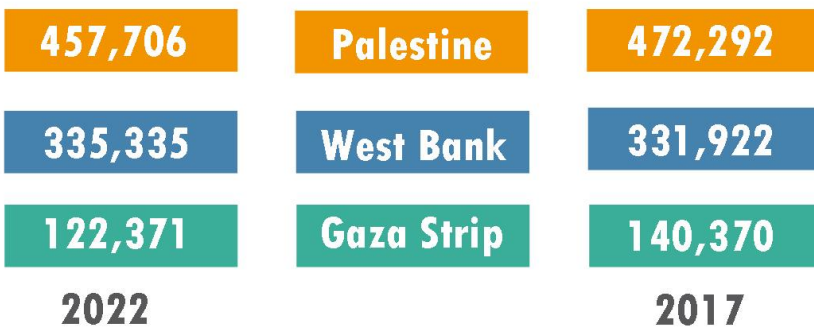 457,706 Palestine 472,292
335,335 West Bank 331,922
122,371 Gaza Strip 140,370
2022 2017